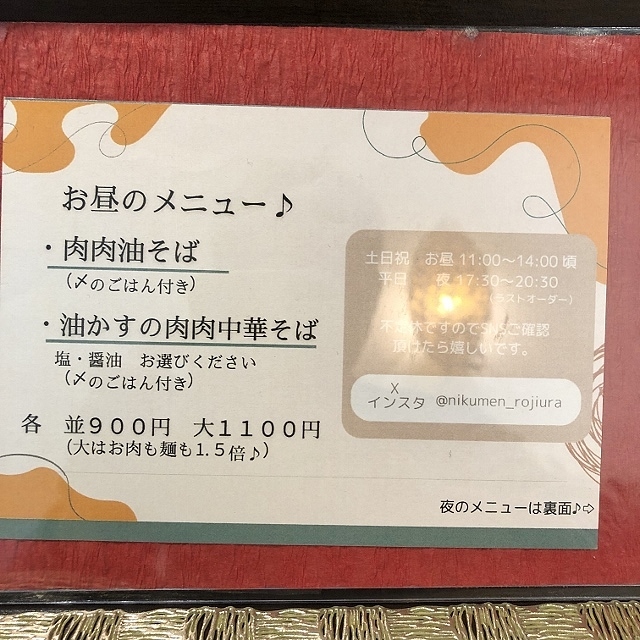 お昼のメニュー♪
・肉肉油そば
(〆のごはん付き)
・油かすの肉肉中華そば
塩・醤油 お選びください
(〆のごはん付き)
各 並９００円 大１１００円
(大はお肉も麺も1.5倍♪)
土日祝 お昼 11:00〜14:00 頃
平日 夜 17:30〜20:30
(ラストオーダー)
不定休ですのでSNSご確認
頂けたら嬉しいです。
X
インスタ @nikumen_rojiura
夜のメニューは裏面♪⇨